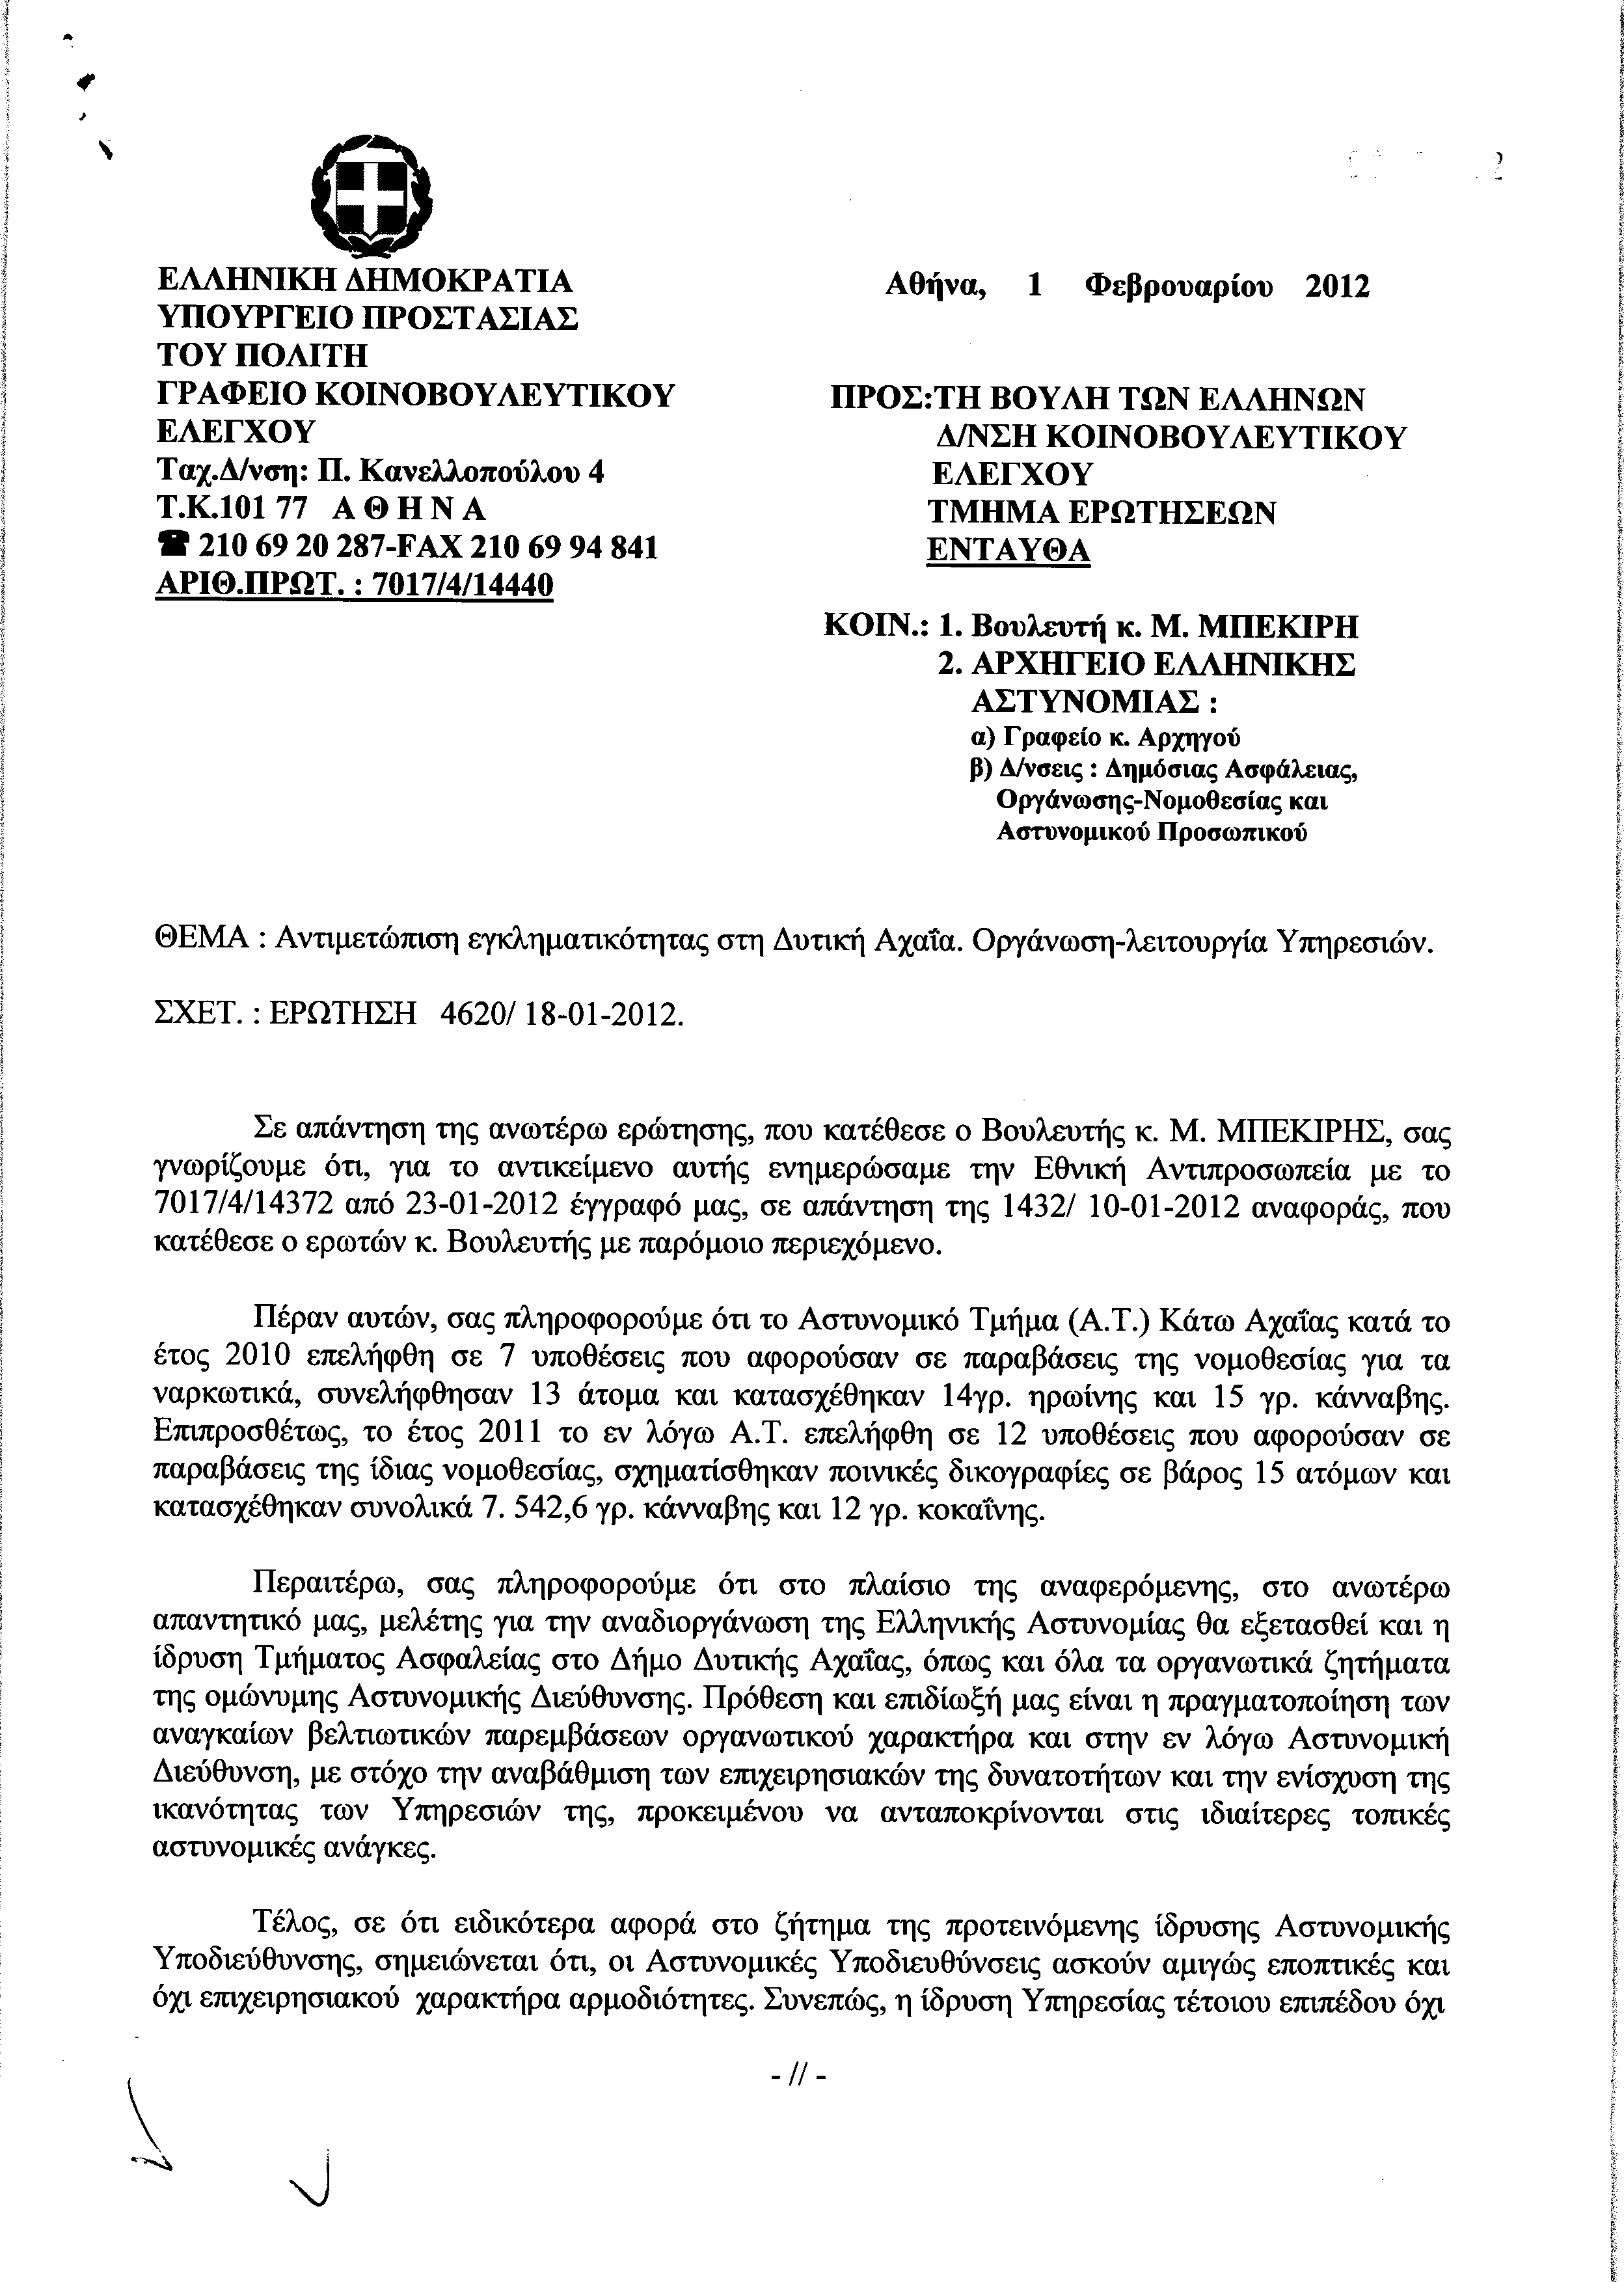 ΕΛΛΗΝΙΚΗ ΔΗΜΟΚΡΑΤΙΑ
ΥΠΟΥΡΓΕΙΟ ΠΡΟΣΤΑΣΙΑΣ
ΤΟΥ ΠΟΛΙΤΗ
ΓΡΑΦΕΙΟ ΚΟΙΝΟΒΟΥΛΕΥΤΙΚΟΥ
ΕΛΕΓΧΟΥ
Ταχ.Δ/νση: Π. Κανελλοπούλου 4
Τ.Κ.101 77 Α Θ Η Ν Α
☎ 210 69 20 287-FAX 210 69 94 841
ΑΡΙΘ.ΠΡΩΤ. : 7017/4/14440
Αθήνα, 1 Φεβρουαρίου 2012
ΠΡΟΣ:ΤΗ ΒΟΥΛΗ ΤΩΝ ΕΛΛΗΝΩΝ
Δ/ΝΣΗ ΚΟΙΝΟΒΟΥΛΕΥΤΙΚΟΥ
ΕΛΕΓΧΟΥ
ΤΜΗΜΑ ΕΡΩΤΗΣΕΩΝ
ΕΝΤΑΥΘΑ
ΚΟΙΝ.: 1. Βουλευτή κ. Μ. ΜΠΕΚΙΡΗ
2. ΑΡΧΗΓΕΙΟ ΕΛΛΗΝΙΚΗΣ
ΑΣΤΥΝΟΜΙΑΣ :
α) Γραφείο κ. Αρχηγού
β) Δ/νσεις : Δημόσιας Ασφάλειας,
Οργάνωσης-Νομοθεσίας και
Αστυνομικού Προσωπικού
ΘΕΜΑ : Αντιμετώπιση εγκληματικότητας στη Δυτική Αχαΐα. Οργάνωση-λειτουργία Υπηρεσιών.
ΣΧΕΤ. : ΕΡΩΤΗΣΗ 4620/ 18-01-2012.
Σε απάντηση της ανωτέρω ερώτησης, που κατέθεσε ο Βουλευτής κ. Μ. ΜΠΕΚΙΡΗΣ, σας
γνωρίζουμε ότι, για το αντικείμενο αυτής ενημερώσαμε την Εθνική Αντιπροσωπεία με το
7017/4/14372 από 23-01-2012 έγγραφό μας, σε απάντηση της 1432/ 10-01-2012 αναφοράς, που
κατέθεσε ο ερωτών κ. Βουλευτής με παρόμοιο περιεχόμενο.
Πέραν αυτών, σας πληροφορούμε ότι το Αστυνομικό Τμήμα (Α.Τ.) Κάτω Αχαΐας κατά το
έτος 2010 επελήφθη σε 7 υποθέσεις που αφορούσαν σε παραβάσεις της νομοθεσίας για τα
ναρκωτικά, συνελήφθησαν 13 άτομα και κατασχέθηκαν 14γρ. ηρωίνης και 15 γρ. κάνναβης.
Επιπροσθέτως, το έτος 2011 το εν λόγω Α.Τ. επελήφθη σε 12 υποθέσεις που αφορούσαν σε
παραβάσεις της ίδιας νομοθεσίας, σχηματίσθηκαν ποινικές δικογραφίες σε βάρος 15 ατόμων και
κατασχέθηκαν συνολικά 7. 542,6 γρ. κάνναβης και 12 γρ. κοκαΐνης.
Περαιτέρω, σας πληροφορούμε ότι στο πλαίσιο της αναφερόμενης, στο ανωτέρω
απαντητικό μας, μελέτης για την αναδιοργάνωση της Ελληνικής Αστυνομίας θα εξετασθεί και η
ίδρυση Τμήματος Ασφαλείας στο Δήμο Δυτικής Αχαΐας, όπως και όλα τα οργανωτικά ζητήματα
της ομώνυμης Αστυνομικής Διεύθυνσης. Πρόθεση και επιδίωξή μας είναι η πραγματοποίηση των
αναγκαίων βελτιωτικών παρεμβάσεων οργανωτικού χαρακτήρα και στην εν λόγω Αστυνομική
Διεύθυνση, με στόχο την αναβάθμιση των επιχειρησιακών της δυνατοτήτων και την ενίσχυση της
ικανότητας των Υπηρεσιών της, προκειμένου να ανταποκρίνονται στις ιδιαίτερες τοπικές
αστυνομικές ανάγκες.
Τέλος, σε ότι ειδικότερα αφορά στο ζήτημα της προτεινόμενης ίδρυσης Αστυνομικής
Υποδιεύθυνσης, σημειώνεται ότι, οι Αστυνομικές Υποδιευθύνσεις ασκούν αμιγώς εποπτικές και
όχι επιχειρησιακού χαρακτήρα αρμοδιότητες. Συνεπώς, η ίδρυση Υπηρεσίας τέτοιου επιπέδου όχι
- // -